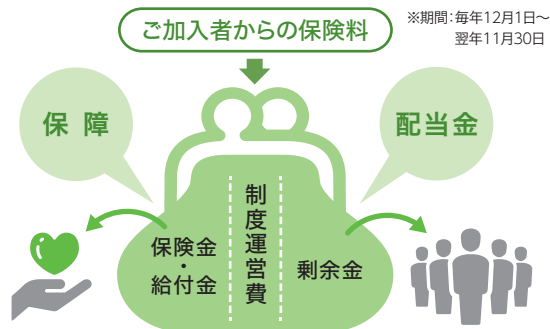 ご加入者からの保険料
※期間：毎年12月1日～
翌年11月30日
保 障
配当金
保険金
・
給付金
制度運営費
剰余金